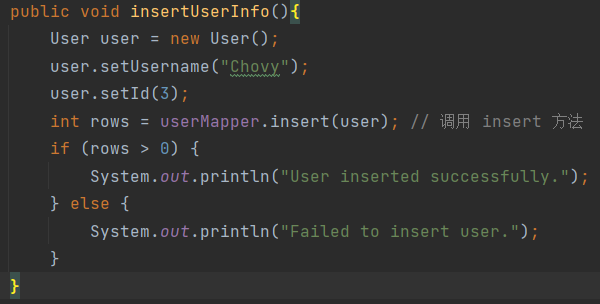 public void insertUserInfo(){
    User user = new User();
    user.setUsername("Chovy");
    user.setId(3);
    int rows = userMapper.insert(user); // 调用 insert 方法
    if (rows > 0) {
        System.out.println("User inserted successfully.");
    } else {
        System.out.println("Failed to insert user.");
    }
}